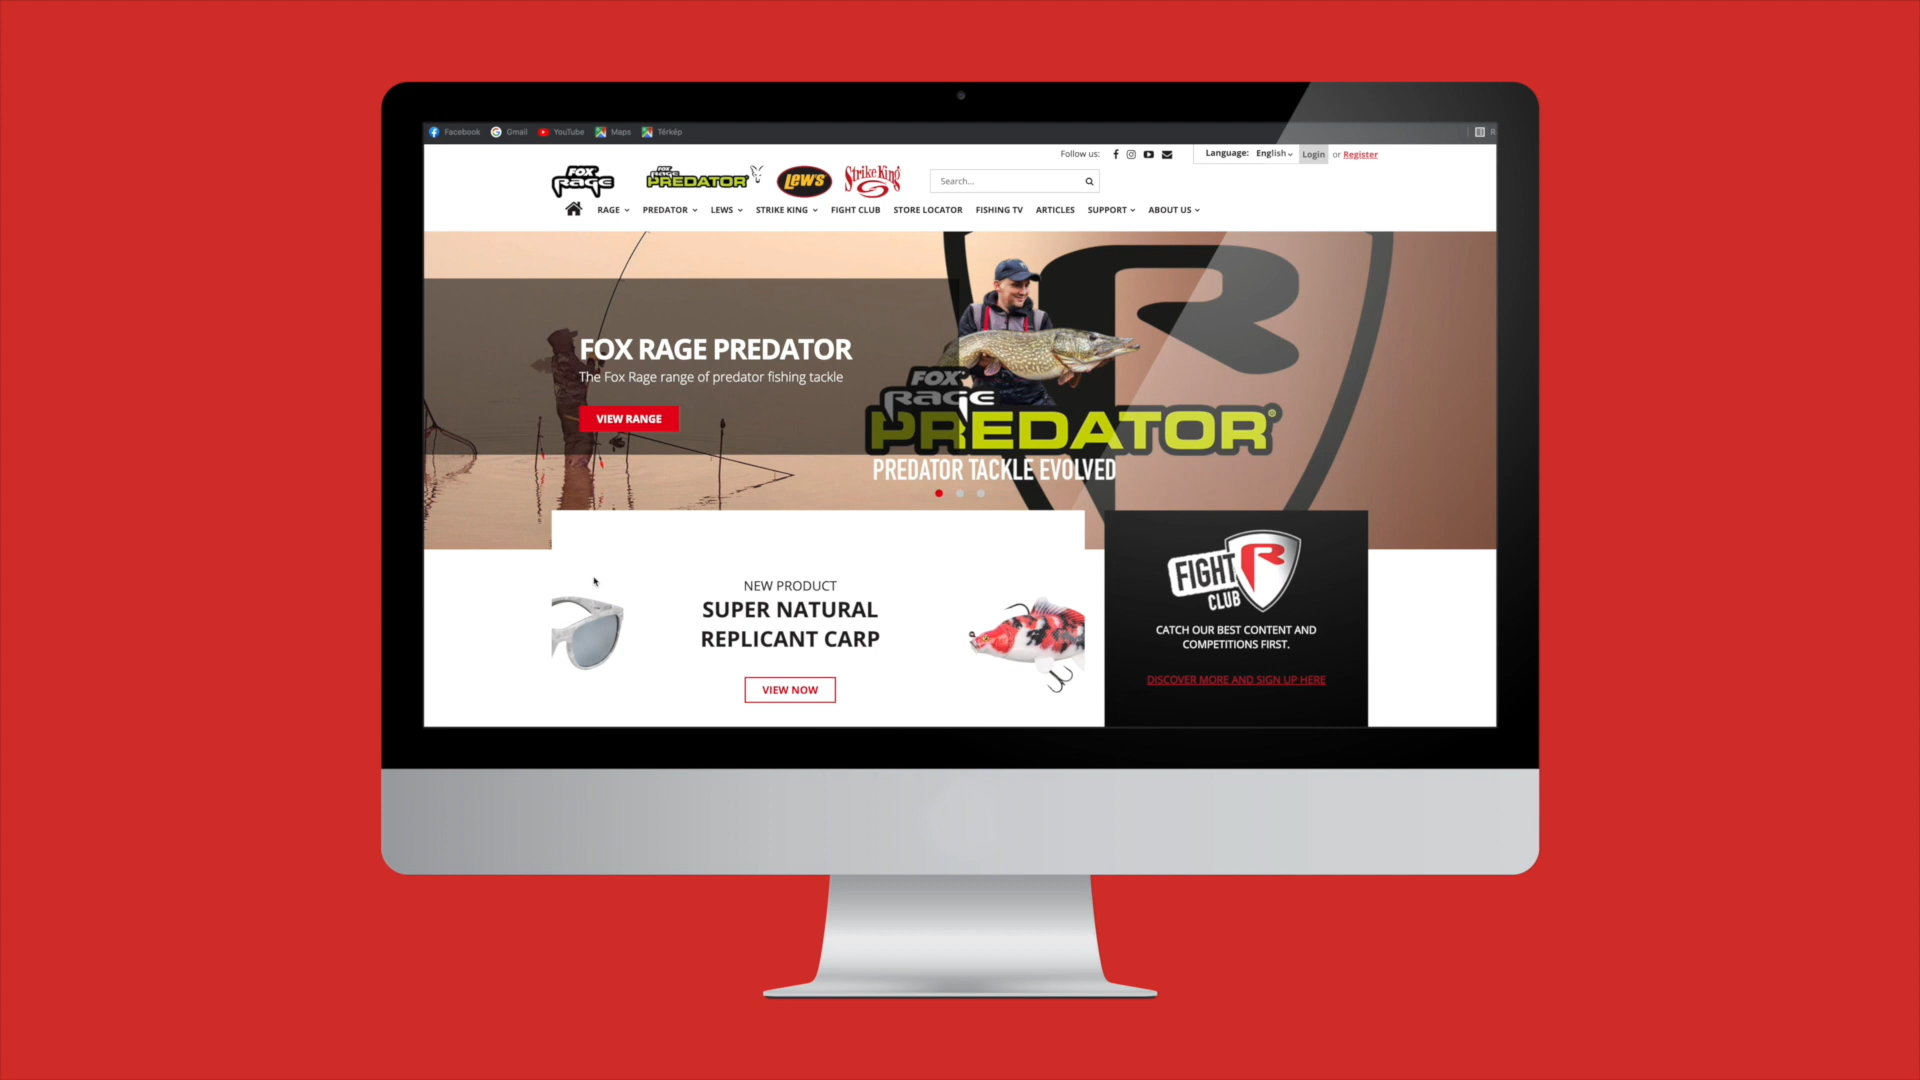 Facebook Gmail YouTube Maps Térkép R
Follow us: Language: English Login or Register
FOX RAGE FOX RAGE PREDATOR LEW'S Strike King Search...
RAGE PREDATOR LEWS STRIKE KING FIGHT CLUB STORE LOCATOR FISHING TV ARTICLES SUPPORT ABOUT US
R
FOX RAGE PREDATOR
The Fox Rage range of predator fishing tackle
VIEW RANGE
FOX
RAGE
PREDATOR®
PREDATOR TACKLE EVOLVED
NEW PRODUCT
SUPER NATURAL
REPLICANT CARP
VIEW NOW
FIGHT R
CLUB
CATCH OUR BEST CONTENT AND
COMPETITIONS FIRST.
DISCOVER MORE AND SIGN UP HERE